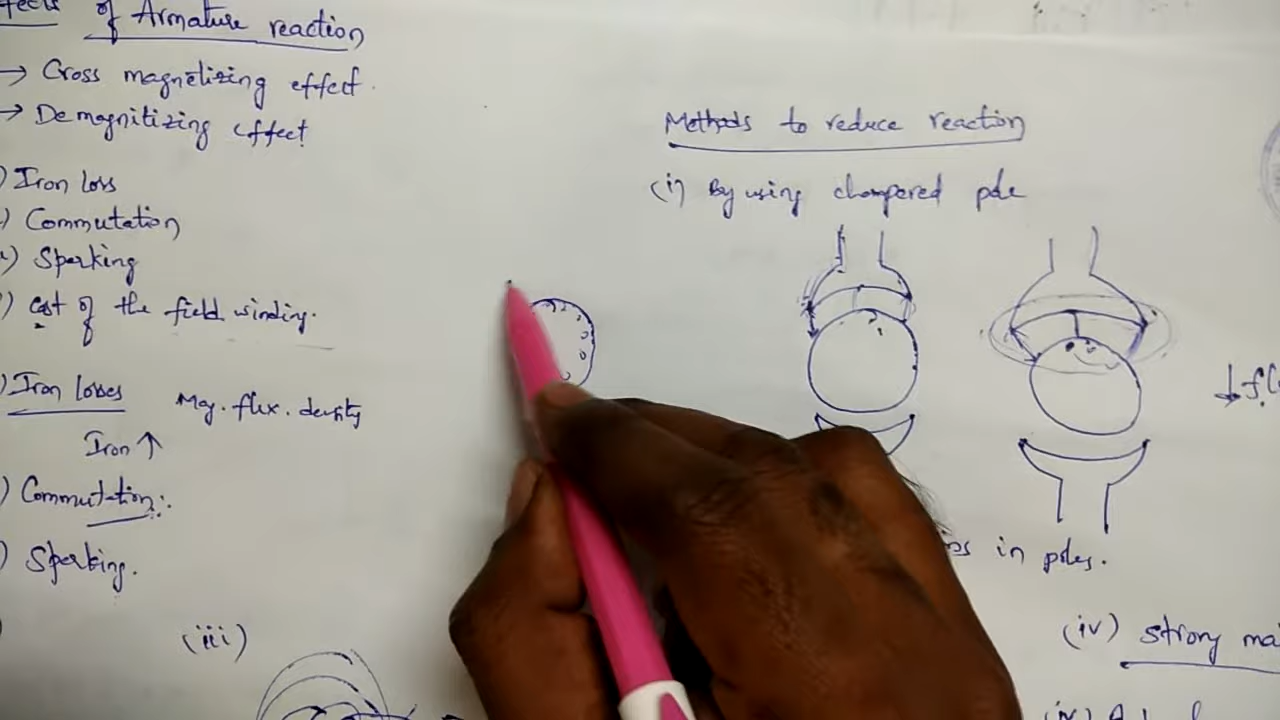 of Armature reaction
→ Cross magnetizing effect.
→ Demagnitizing effect
) Iron loss
) Commutation
) Sparking
) Cost of the field winding.
) Iron losses Mag. flux. density
Iron ↑
) Commutation:
) Sparking.
(iii)
Methods to reduce reaction
(i) By using champered pole
↓
in poles.
(iv) strong